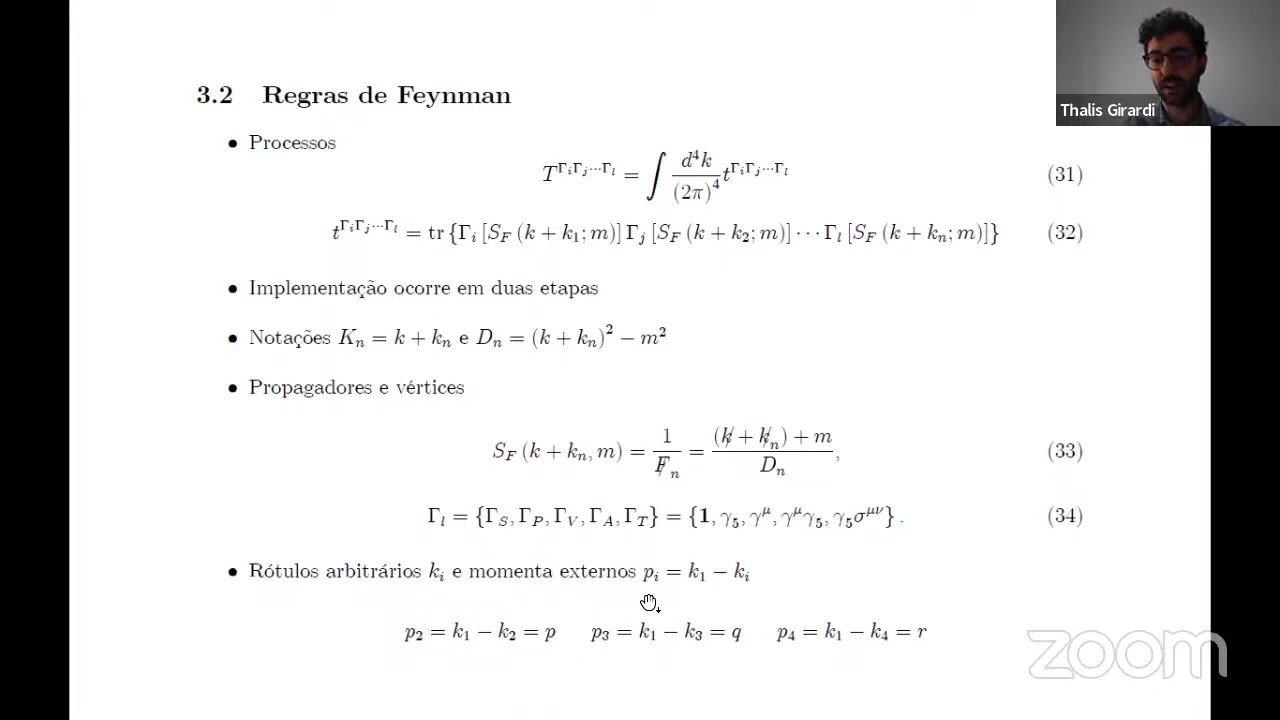 3.2 Regras de Feynman
• Processos
T^{Γ_iΓ_j⋯Γ_l} = ∫ d⁴k/(2π)⁴ t^{Γ_iΓ_j⋯Γ_l} (31)
t^{Γ_iΓ_j⋯Γ_l} = tr {Γ_i [S_F (k + k_1; m)] Γ_j [S_F (k + k_2; m)] ⋯ Γ_l [S_F (k + k_n; m)]} (32)
• Implementação ocorre em duas etapas
• Notações K_n = k + k_n e D_n = (k + k_n)² − m²
• Propagadores e vértices
S_F (k + k_n, m) = 1/F̸_n = ((k̸ + k̸_n) + m)/D_n, (33)
Γ_l = {Γ_S, Γ_P, Γ_V, Γ_A, Γ_T} = {1, γ_5, γ^μ, γ^μγ_5, γ_5σ^{μν}} . (34)
• Rótulos arbitrários k_i e momenta externos p_i = k_1 − k_i
p_2 = k_1 − k_2 = p p_3 = k_1 − k_3 = q p_4 = k_1 − k_4 = r
Thalis Girardi
zoom